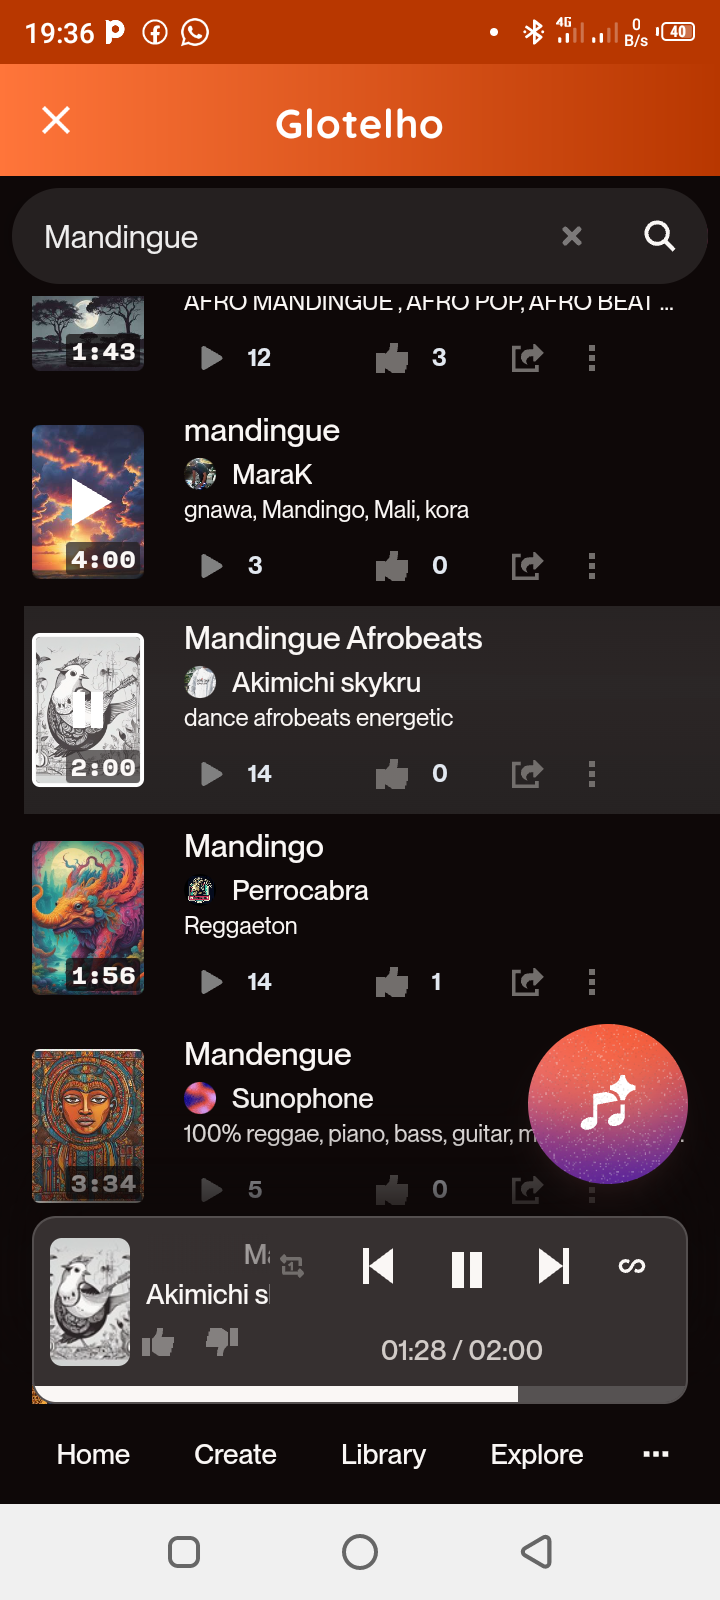 19:36
4G
0
B/s
40
Glotelho
Mandingue
AFRO MANDINGUE , AFRO POP, AFRO BEAT ...
1:43
12
3
mandingue
MaraK
gnawa, Mandingo, Mali, kora
4:00
3
0
Mandingue Afrobeats
Akimichi skykru
dance afrobeats energetic
2:00
14
0
Mandingo
Perrocabra
Reggaeton
1:56
14
1
Mandengue
Sunophone
100% reggae, piano, bass, guitar, m
3:34
5
0
Ma
1
Akimichi sk
01:28 / 02:00
Home Create Library Explore ...